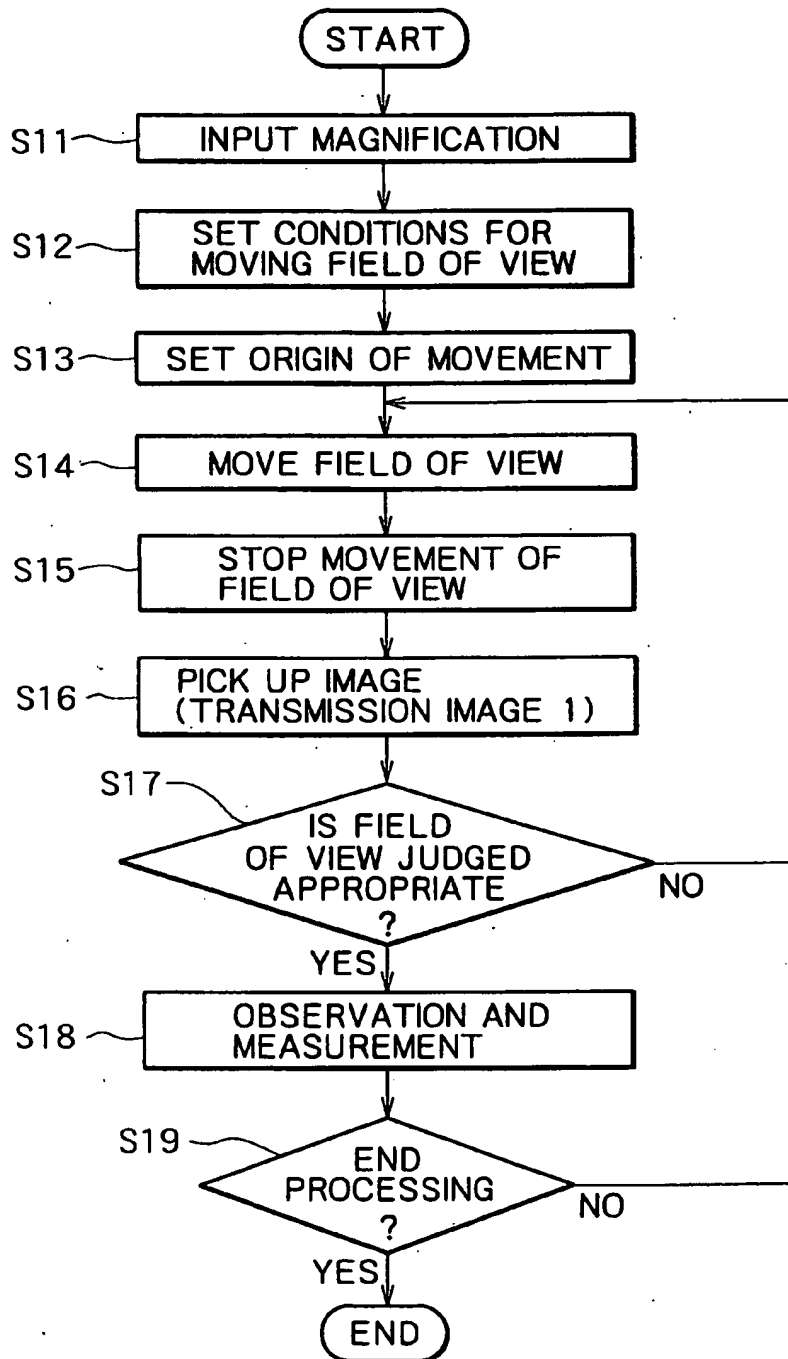 START
S11
INPUT MAGNIFICATION
S12
SET CONDITIONS FOR
MOVING FIELD OF VIEW
S13
SET ORIGIN OF MOVEMENT
S14
MOVE FIELD OF VIEW
S15
STOP MOVEMENT OF
FIELD OF VIEW
S16
PICK UP IMAGE
(TRANSMISSION IMAGE 1)
S17
IS FIELD
OF VIEW JUDGED
APPROPRIATE
?
NO
YES
S18
OBSERVATION AND
MEASUREMENT
S19
END
PROCESSING
?
NO
YES
END